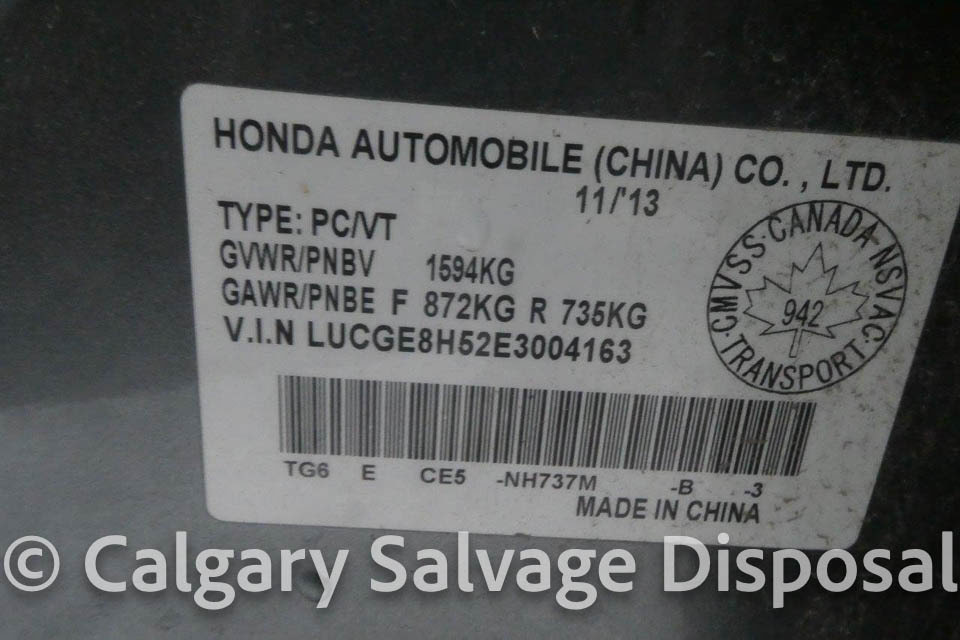 HONDA AUTOMOBILE (CHINA) CO., LTD.
11/'13
TYPE: PC/VT
GVWR/PNBV 1594KG
GAWR/PNBE F 872KG R 735KG
V.I.N LUCGE8H52E3004163
CMVSS·CANADA·NSVAC·TRANSPORT·
942
TG6 E CE5 -NH737M -B -3
MADE IN CHINA
© Calgary Salvage Disposal